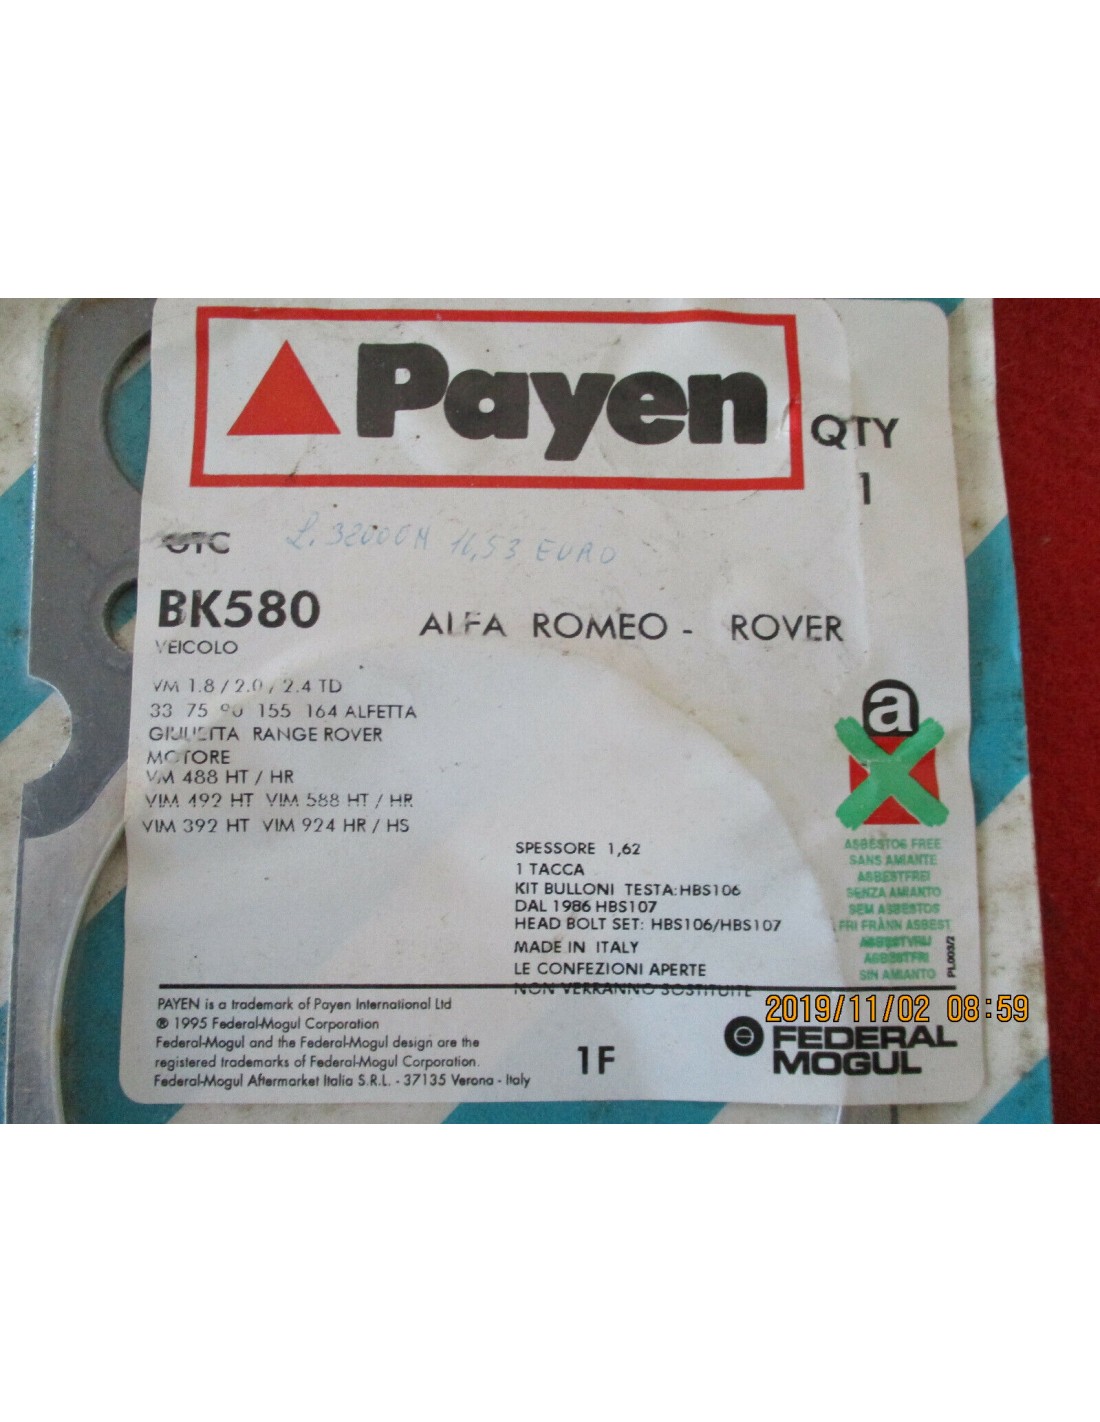 Payen
QTY
1
GTC
L. 32000 16,53 EURO
BK580
ALFA ROMEO - ROVER
VEICOLO
VM 1.8 / 2.0 / 2.4 TD
33 75 90 155 164 ALFETTA
GIULIETTA RANGE ROVER
MOTORE
VM 488 HT / HR
VIM 492 HT VIM 588 HT / HR
VIM 392 HT VIM 924 HR / HS
a
SPESSORE 1,62
1 TACCA
KIT BULLONI TESTA: HBS106
DAL 1986 HBS107
HEAD BOLT SET: HBS106/HBS107
MADE IN ITALY
LE CONFEZIONI APERTE
NON VERRANNO SOSTITUITE
ASBESTOS FREE
SANS AMIANTE
ASBESTFREI
SENZA AMIANTO
SEM ASBESTOS
FRI FRÅNN ASBEST
ASBESTVRIJ
ASBESTFRI
SIN AMIANTO
PL003/2
PAYEN is a trademark of Payen International Ltd
® 1995 Federal-Mogul Corporation
Federal-Mogul and the Federal-Mogul design are the
registered trademarks of Federal-Mogul Corporation.
Federal-Mogul Aftermarket Italia S.R.L. - 37135 Verona - Italy
1F
2019/11/02 08:59
FEDERAL
MOGUL